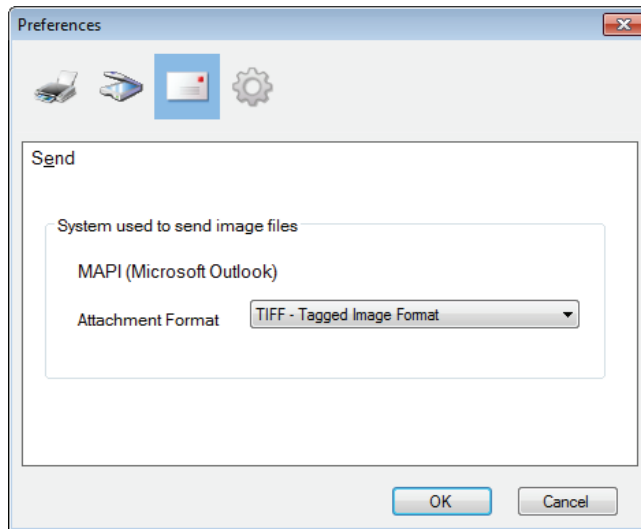 Preferences
Send
System used to send image files
MAPI (Microsoft Outlook)
Attachment Format TIFF - Tagged Image Format
OK Cancel